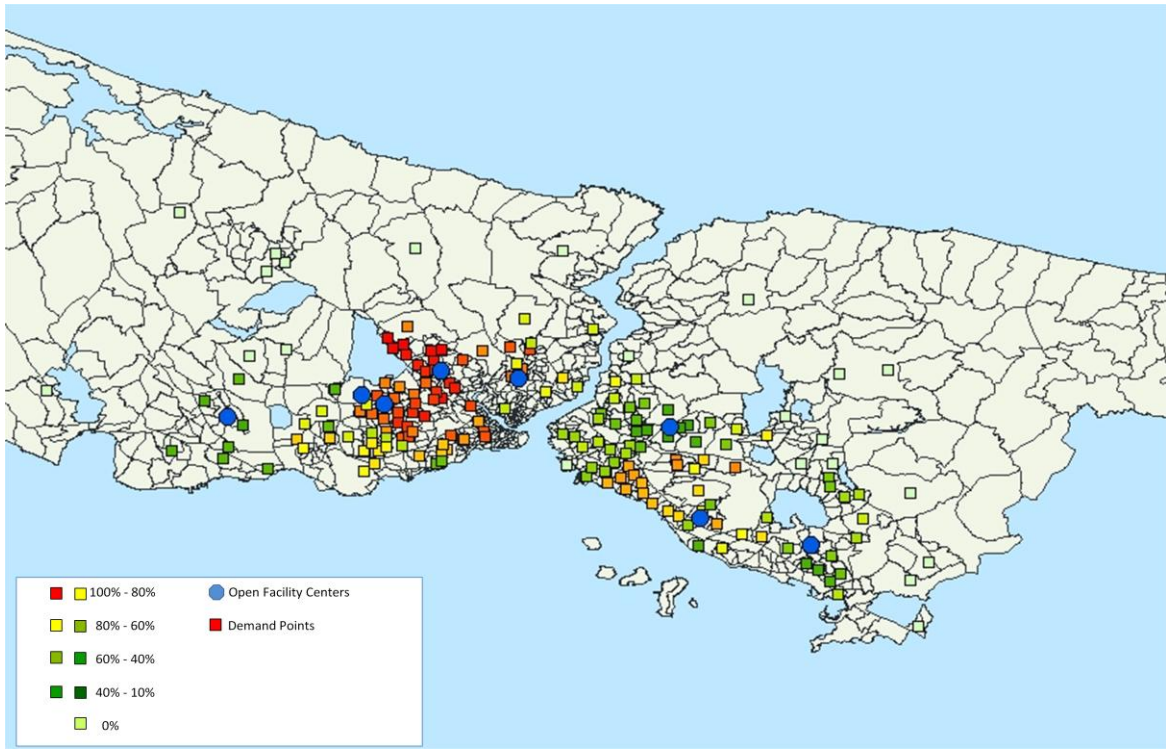 100% - 80%
Open Facility Centers
80% - 60%
Demand Points
60% - 40%
40% - 10%
0%